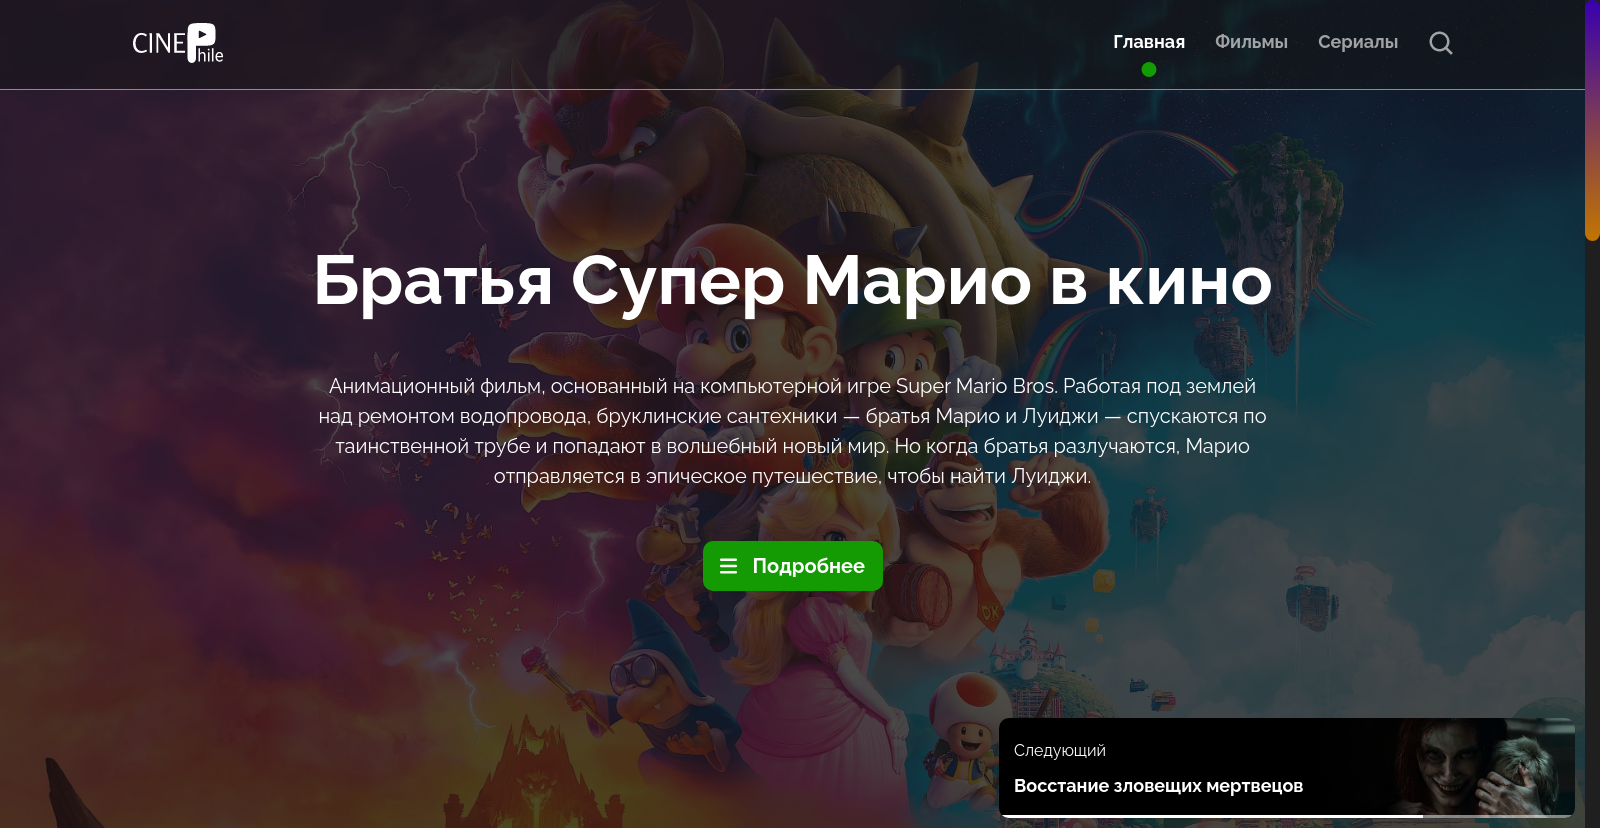 CINEPhile
Главная
Фильмы
Сериалы
Братья Супер Марио в кино
Анимационный фильм, основанный на компьютерной игре Super Mario Bros. Работая под землей
над ремонтом водопровода, бруклинские сантехники — братья Марио и Луиджи — спускаются по
таинственной трубе и попадают в волшебный новый мир. Но когда братья разлучаются, Марио
отправляется в эпическое путешествие, чтобы найти Луиджи.
Подробнее
DK
Следующий
Восстание зловещих мертвецов